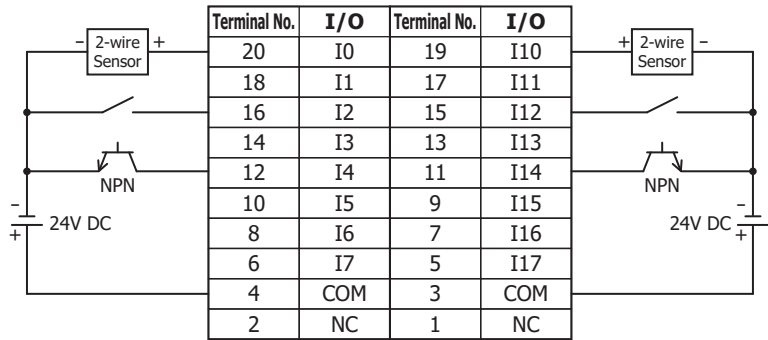 Terminal No. I/O Terminal No. I/O
– 2-wire Sensor + 20 I0 19 I10 + 2-wire Sensor –
18 I1 17 I11
16 I2 15 I12
14 I3 13 I13
NPN 12 I4 11 I14 NPN
– 10 I5 9 I15 –
+ 24V DC 8 I6 7 I16 24V DC +
6 I7 5 I17
4 COM 3 COM
2 NC 1 NC